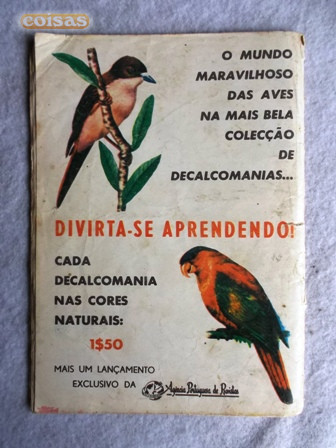 coisas
O MUNDO
MARAVILHOSO
DAS AVES
NA MAIS BELA
COLECÇÃO
DE
DECALCOMANIAS...
DIVIRTA-SE APRENDENDO!
CADA
DECALCOMANIA
NAS CORES
NATURAIS:
1$50
MAIS UM LANÇAMENTO
EXCLUSIVO DA Agência Portuguesa de Revistas